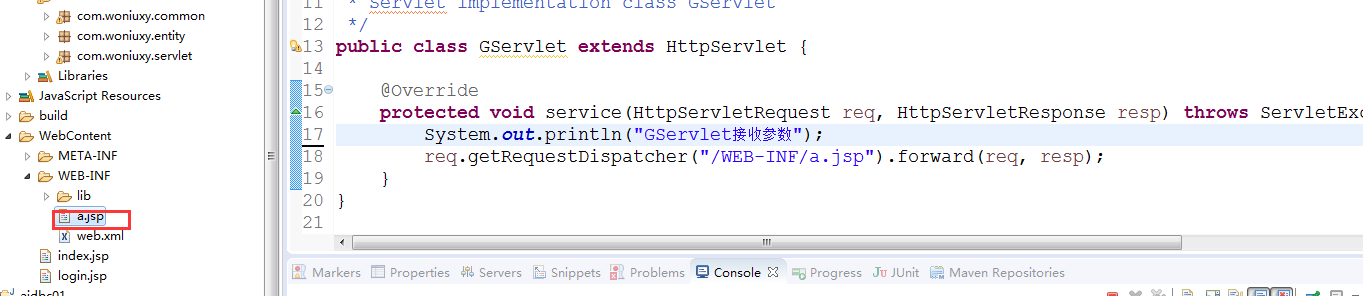 com.woniuxy.common
com.woniuxy.entity
com.woniuxy.servlet
Libraries
JavaScript Resources
build
WebContent
META-INF
WEB-INF
lib
a.jsp
web.xml
index.jsp
login.jsp
11 * Servlet implementation class GServlet
12 */
13 public class GServlet extends HttpServlet {
14
15 @Override
16 protected void service(HttpServletRequest req, HttpServletResponse resp) throws ServletExc
17 System.out.println("GServlet接收参数");
18 req.getRequestDispatcher("/WEB-INF/a.jsp").forward(req, resp);
19 }
20 }
21
Markers Properties Servers Snippets Problems Console Progress JUnit Maven Repositories